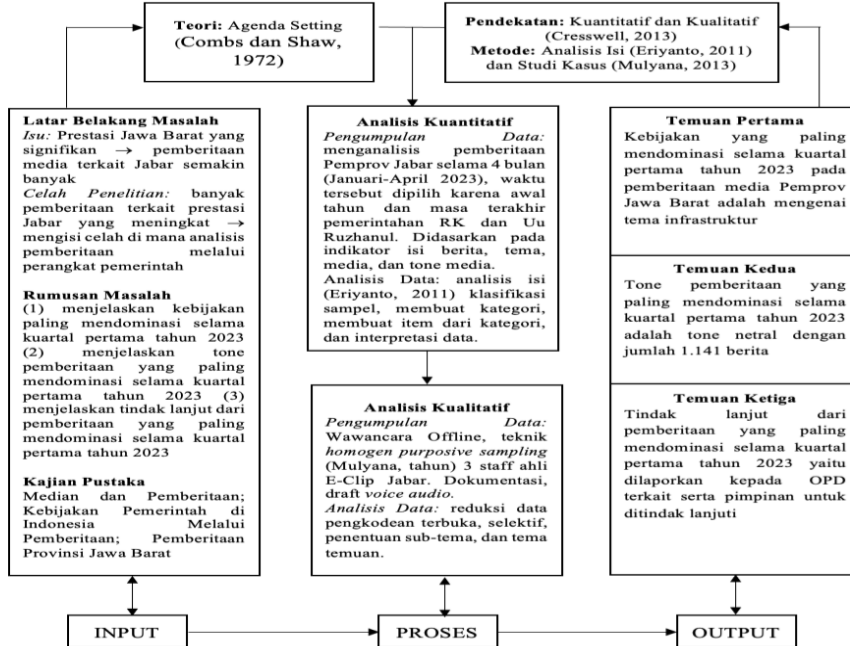 Teori: Agenda Setting
(Combs dan Shaw,
1972)
Pendekatan: Kuantitatif dan Kualitatif
(Cresswell, 2013)
Metode: Analisis Isi (Eriyanto, 2011)
dan Studi Kasus (Mulyana, 2013)
Latar Belakang Masalah
Isu: Prestasi Jawa Barat yang
signifikan → pemberitaan
media terkait Jabar semakin
banyak
Celah Penelitian: banyak
pemberitaan terkait prestasi
Jabar yang meningkat →
mengisi celah di mana analisis
pemberitaan melalui
perangkat pemerintah
Rumusan Masalah
(1) menjelaskan kebijakan
paling mendominasi selama
kuartal pertama tahun 2023
(2) menjelaskan tone
pemberitaan yang paling
mendominasi selama kuartal
pertama tahun 2023 (3)
menjelaskan tindak lanjut dari
pemberitaan yang paling
mendominasi selama kuartal
pertama tahun 2023
Kajian Pustaka
Median dan Pemberitaan;
Kebijakan Pemerintah di
Indonesia Melalui
Pemberitaan; Pemberitaan
Provinsi Jawa Barat
Analisis Kuantitatif
Pengumpulan Data:
menganalisis pemberitaan
Pemprov Jabar selama 4 bulan
(Januari-April 2023), waktu
tersebut dipilih karena awal
tahun dan masa terakhir
pemerintahan RK dan Uu
Ruzhanul. Didasarkan pada
indikator isi berita, tema,
media, dan tone media.
Analisis Data: analisis isi
(Eriyanto, 2011) klasifikasi
sampel, membuat kategori,
membuat item dari kategori,
dan interpretasi data.
Analisis Kualitatif
Pengumpulan Data:
Wawancara Offline, teknik
homogen purposive sampling
(Mulyana, tahun) 3 staff ahli
E-Clip Jabar. Dokumentasi,
draft voice audio.
Analisis Data: reduksi data
pengkodean terbuka, selektif,
penentuan sub-tema, dan tema
temuan.
Temuan Pertama
Kebijakan yang paling
mendominasi selama kuartal
pertama tahun 2023 pada
pemberitaan media Pemprov
Jawa Barat adalah mengenai
tema infrastruktur
Temuan Kedua
Tone pemberitaan yang
paling mendominasi selama
kuartal pertama tahun 2023
adalah tone netral dengan
jumlah 1.141 berita
Temuan Ketiga
Tindak lanjut dari
pemberitaan yang paling
mendominasi selama kuartal
pertama tahun 2023 yaitu
dilaporkan kepada OPD
terkait serta pimpinan untuk
ditindak lanjuti
INPUT
PROSES
OUTPUT